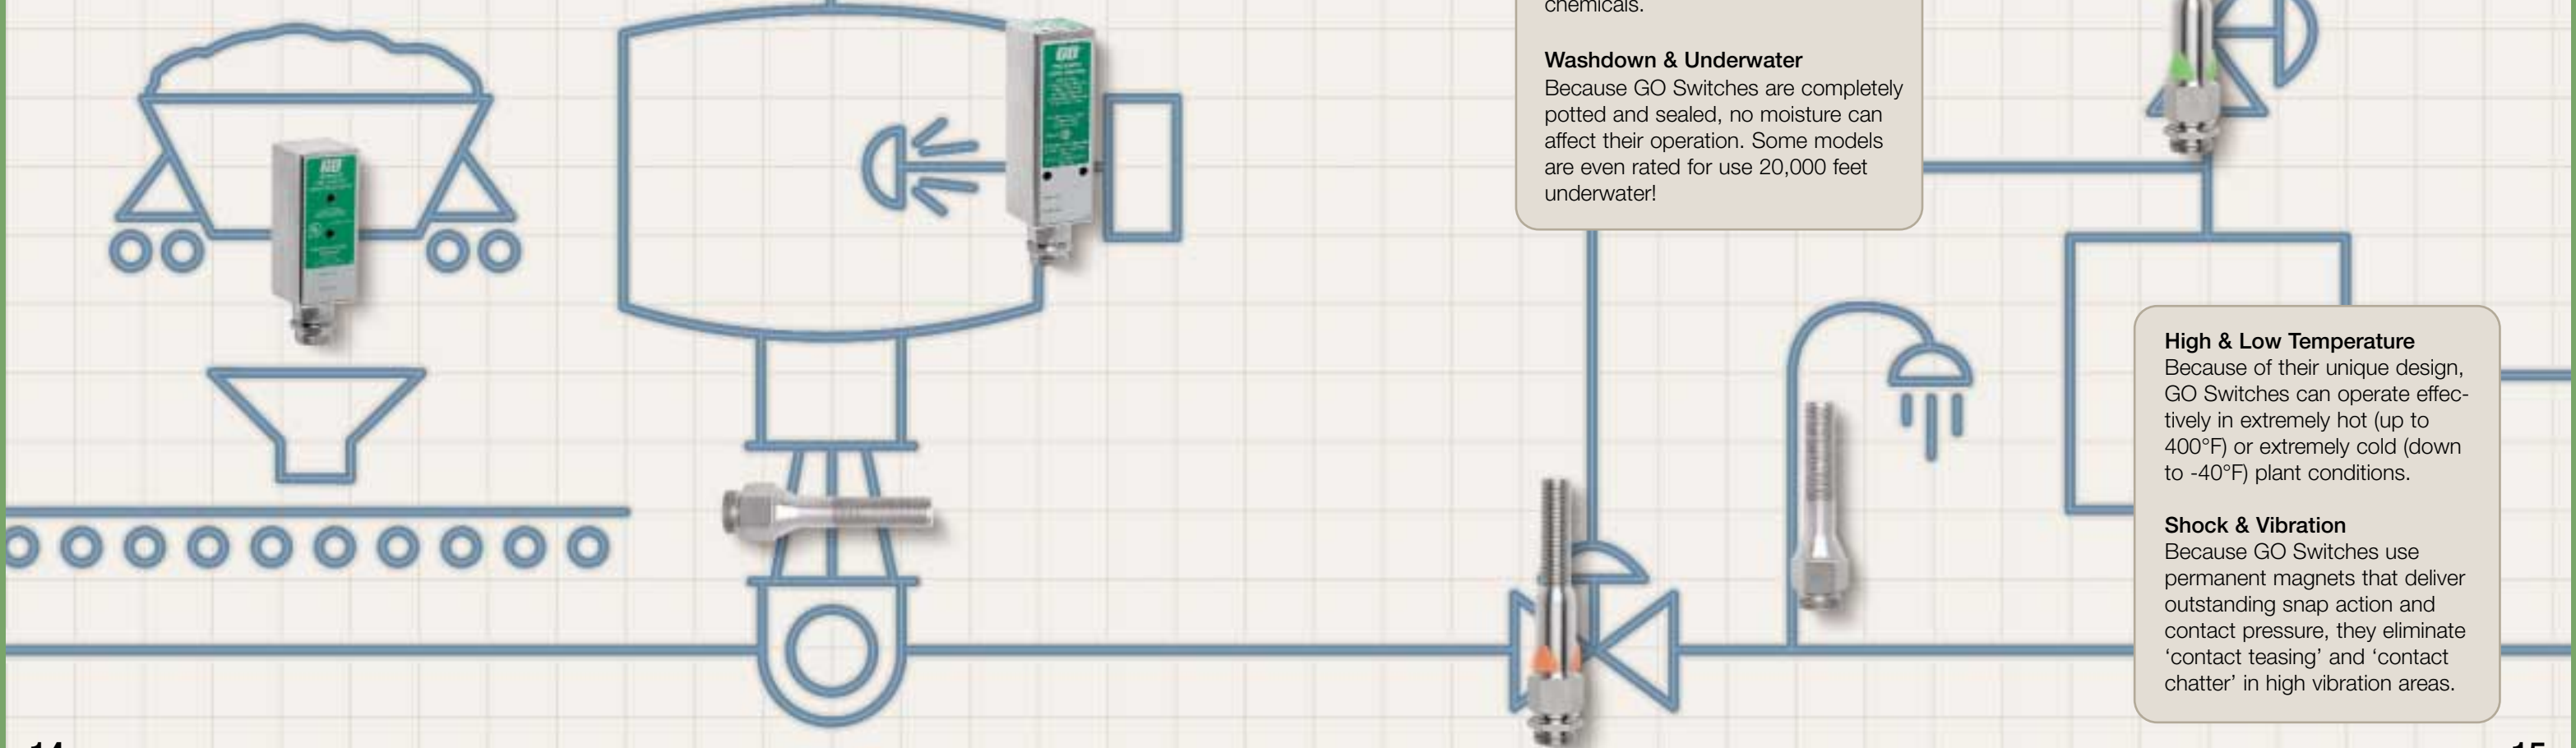 chemicals.
Washdown & Underwater
Because GO Switches are completely
potted and sealed, no moisture can
affect their operation. Some models
are even rated for use 20,000 feet
underwater!
High & Low Temperature
Because of their unique design,
GO Switches can operate effec-
tively in extremely hot (up to
400°F) or extremely cold (down
to -40°F) plant conditions.
Shock & Vibration
Because GO Switches use
permanent magnets that deliver
outstanding snap action and
contact pressure, they eliminate
‘contact teasing’ and ‘contact
chatter’ in high vibration areas.
GO
GO
14
15